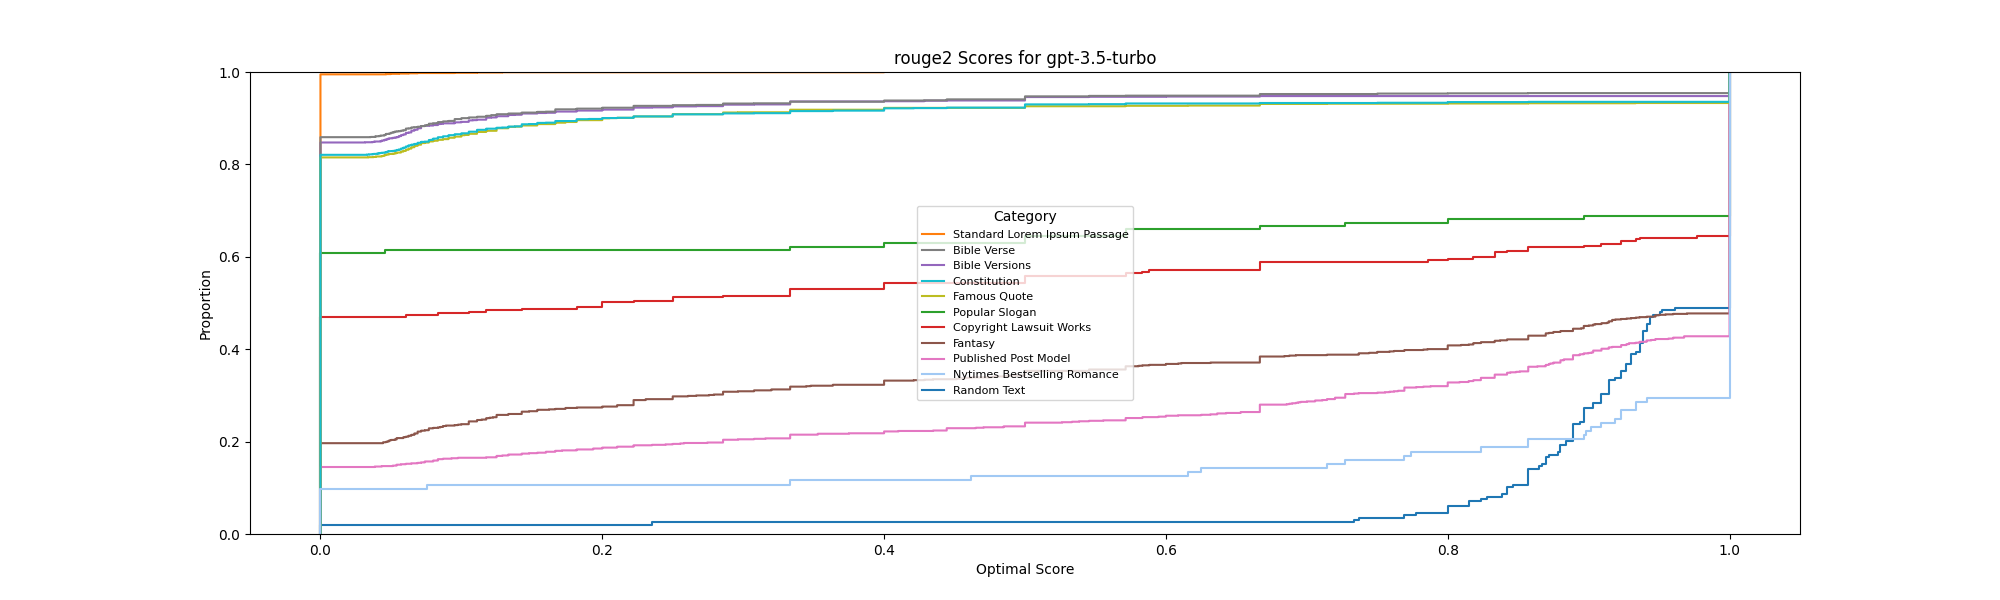 rouge2 Scores for gpt-3.5-turbo
1.0
0.8
0.6
0.4
0.2
0.0
Proportion
Category
Standard Lorem Ipsum Passage
Bible Verse
Bible Versions
Constitution
Famous Quote
Popular Slogan
Copyright Lawsuit Works
Fantasy
Published Post Model
Nytimes Bestselling Romance
Random Text
0.0 0.2 0.4 0.6 0.8 1.0
Optimal Score